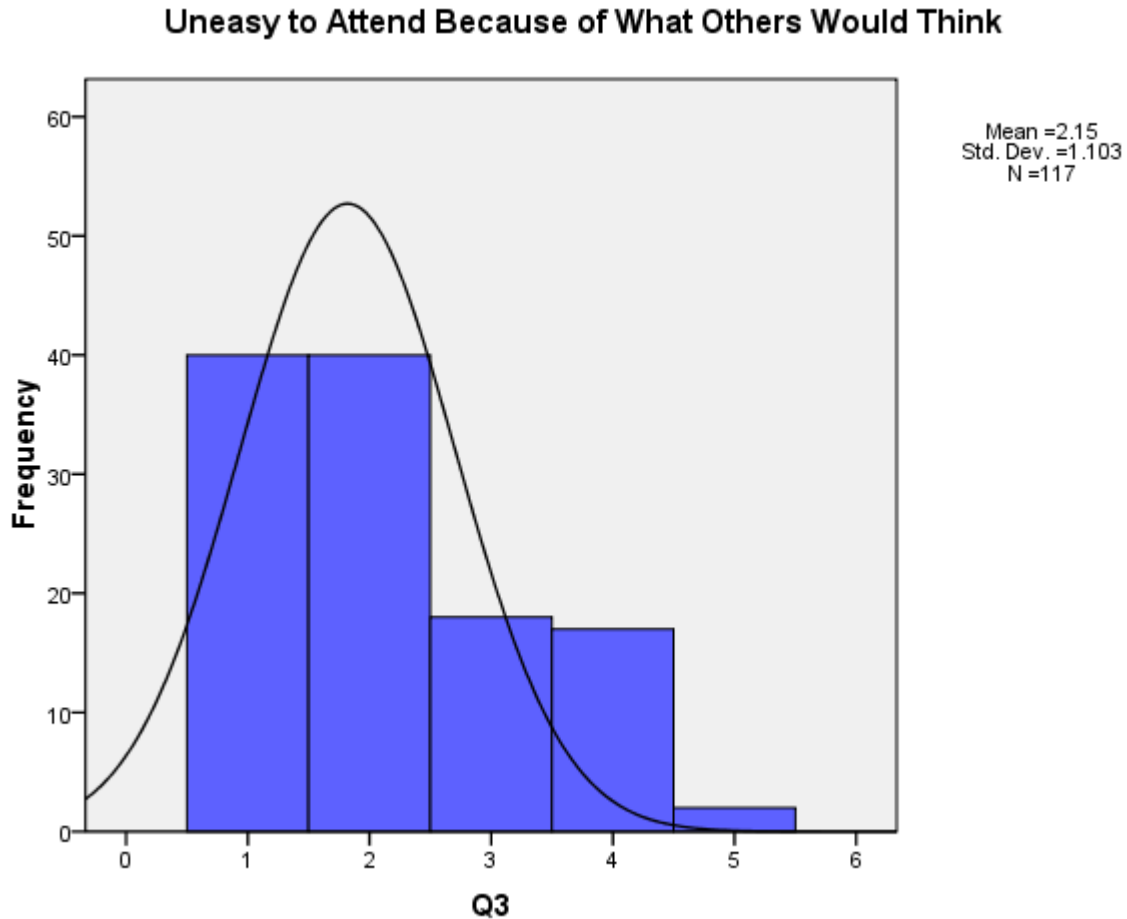 Uneasy to Attend Because of What Others Would Think
60
50
40
30
20
10
0
Frequency
0 1 2 3 4 5 6
Q3
Mean =2.15
Std. Dev. =1.103
N =117